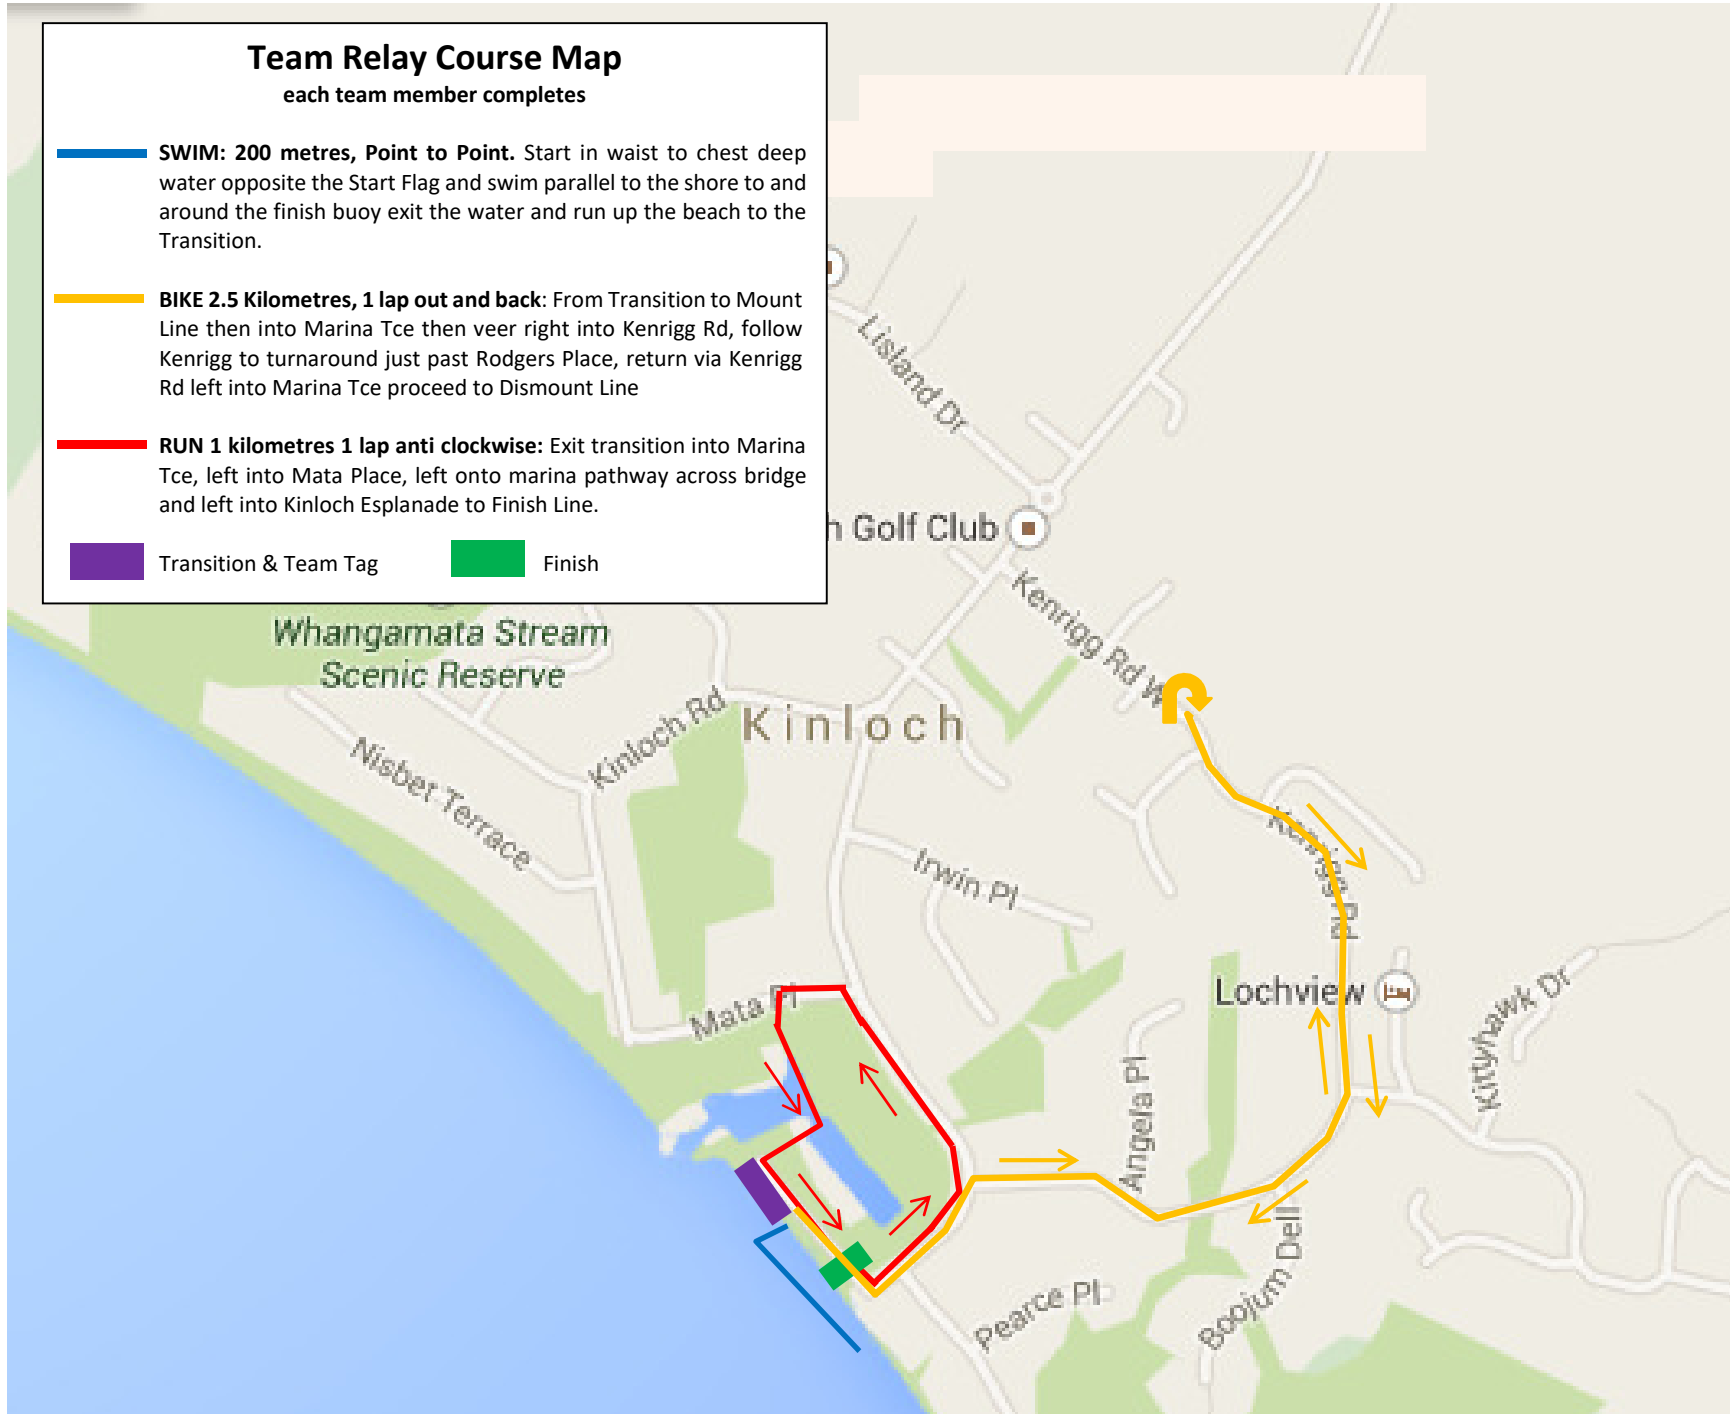 Team Relay Course Map
each team member completes
SWIM: 200 metres, Point to Point. Start in waist to chest deep
water opposite the Start Flag and swim parallel to the shore to and
around the finish buoy exit the water and run up the beach to the
Transition.
BIKE 2.5 Kilometres, 1 lap out and back: From Transition to Mount
Line then into Marina Tce then veer right into Kenrigg Rd, follow
Kenrigg to turnaround just past Rodgers Place, return via Kenrigg
Rd left into Marina Tce proceed to Dismount Line
RUN 1 kilometres 1 lap anti clockwise: Exit transition into Marina
Tce, left into Mata Place, left onto marina pathway across bridge
and left into Kinloch Esplanade to Finish Line.
Transition & Team Tag
Finish
Lisland Dr
h Golf Club
Kenrigg Rd W
Whangamata Stream
Scenic Reserve
Kinloch Rd
Kinloch
Nisbet Terrace
Irwin Pl
Kenrigg Rd
Lochview
Mata Pl
Kittyhawk Dr
Angela Pl
Boojum Dell
Pearce Pl